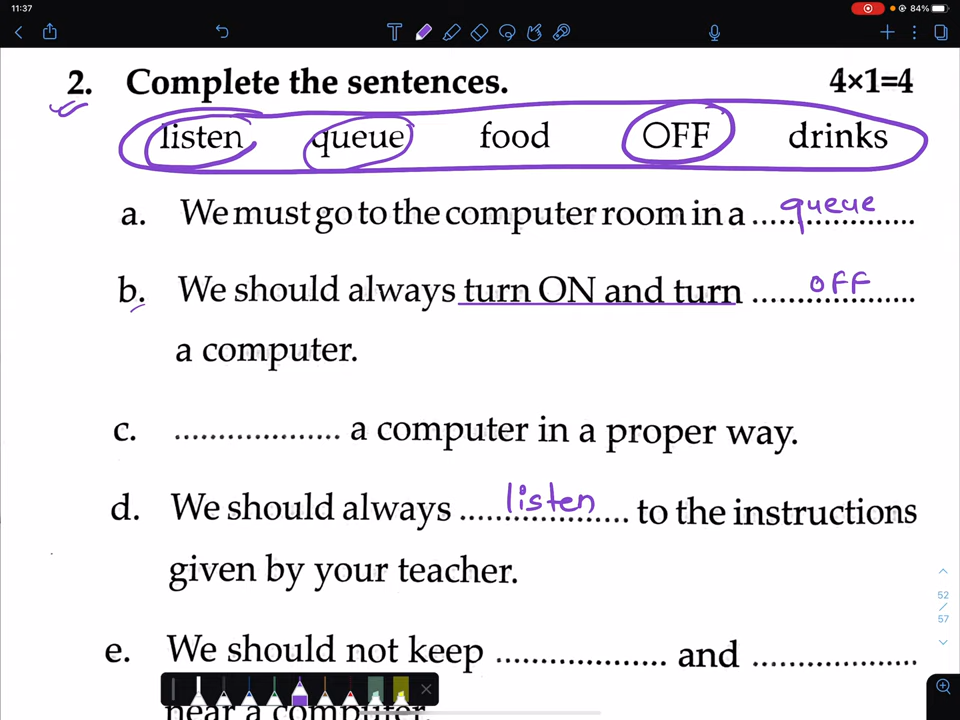 11:37
84%
2. Complete the sentences. 4×1=4
listen queue food OFF drinks
a. We must go to the computer room in a .................... queue
b. We should always turn ON and turn .................... OFF
a computer.
c. .................... a computer in a proper way.
d. We should always .................... listen to the instructions
given by your teacher.
e. We should not keep .................... and ....................
near a computer.
52
/
57